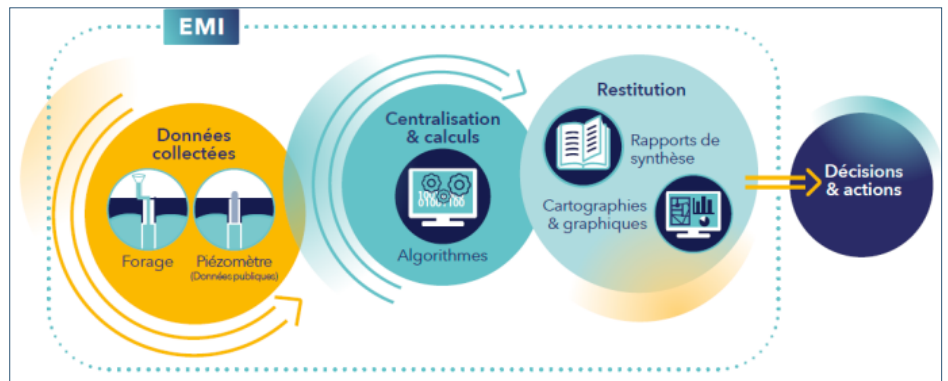 EMI
Données
collectées
Forage
Piézomètre
(Données publiques)
Centralisation
& calculs
Algorithmes
Restitution
Rapports de
synthèse
Cartographies
& graphiques
Décisions
& actions